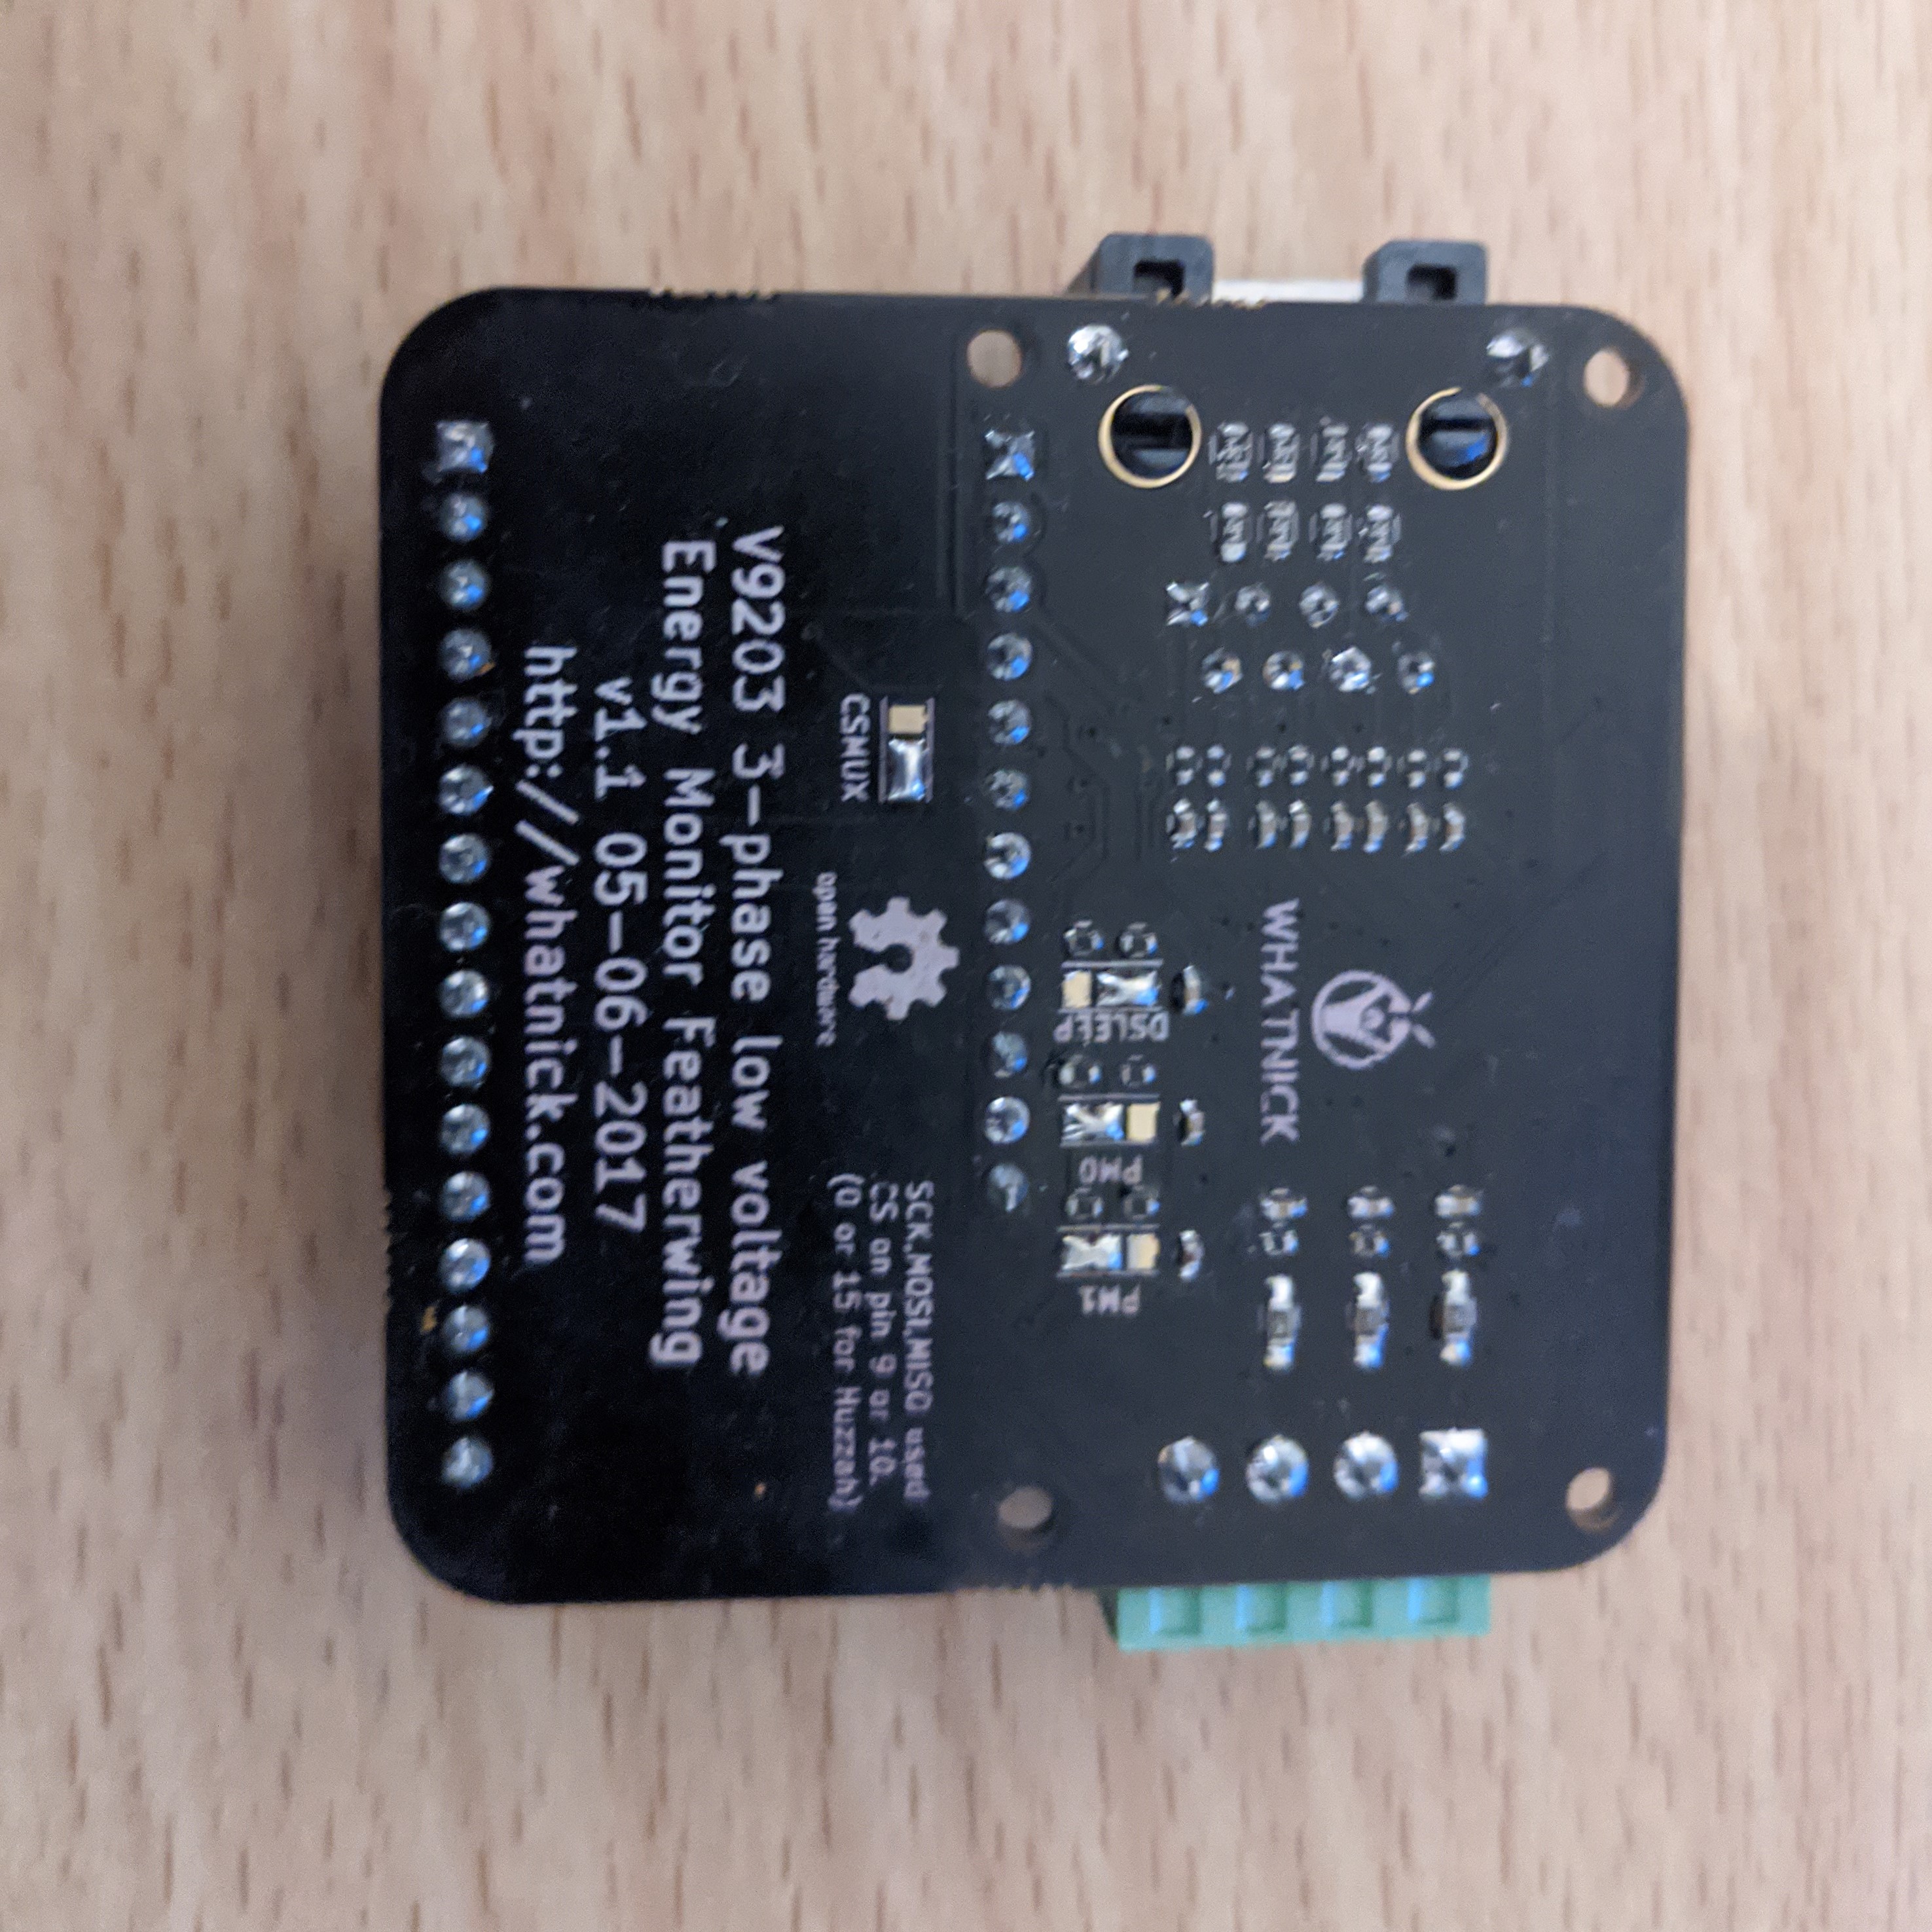 V9203 3-phase low voltage
Energy Monitor Featherwing
v1.1 05-06-2017
http://whatnick.com
CSMUX
open hardware
SCK,MOSI,MISO used
CS on pin 9 or 10.
(0 or 15 for Huzzah)
WHATNICK
DSLEEP
PM0
PM1